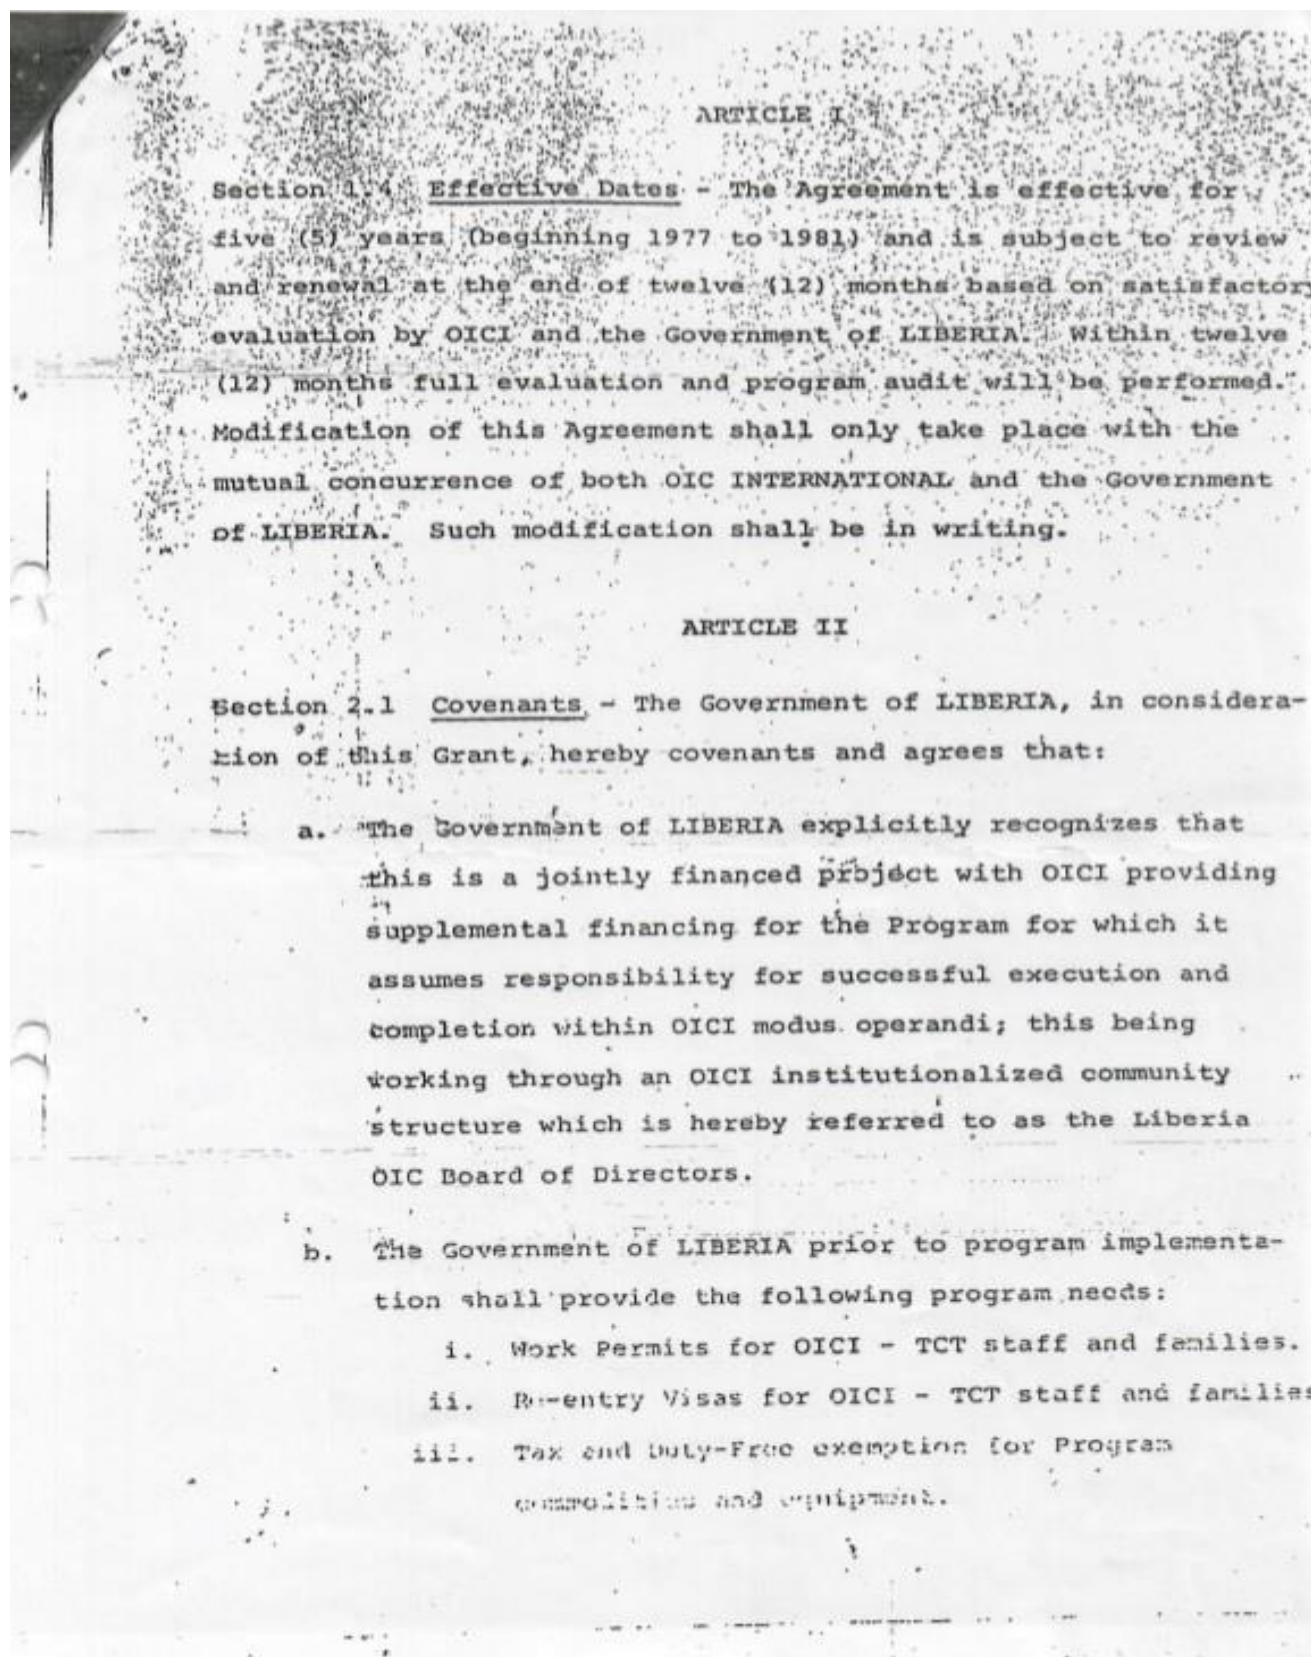 ARTICLE I
Section 1.4 Effective Dates - The Agreement is effective for
five (5) years (beginning 1977 to 1981) and is subject to review
and renewal at the end of twelve (12) months based on satisfactory
evaluation by OICI and the Government of LIBERIA. Within twelve
(12) months full evaluation and program audit will be performed.
Modification of this Agreement shall only take place with the
mutual concurrence of both OIC INTERNATIONAL and the Government
of LIBERIA. Such modification shall be in writing.
ARTICLE II
Section 2.1 Covenants - The Government of LIBERIA, in considera-
tion of this Grant, hereby covenants and agrees that:
a. The Government of LIBERIA explicitly recognizes that
this is a jointly financed project with OICI providing
supplemental financing for the Program for which it
assumes responsibility for successful execution and
completion within OICI modus operandi; this being
working through an OICI institutionalized community
structure which is hereby referred to as the Liberia
OIC Board of Directors.
b. The Government of LIBERIA prior to program implementa-
tion shall provide the following program needs:
i. Work Permits for OICI - TCT staff and families.
ii. Re-entry Visas for OICI - TCT staff and families
iii. Tax and Duty-Free exemption for Program
commodities and equipment.